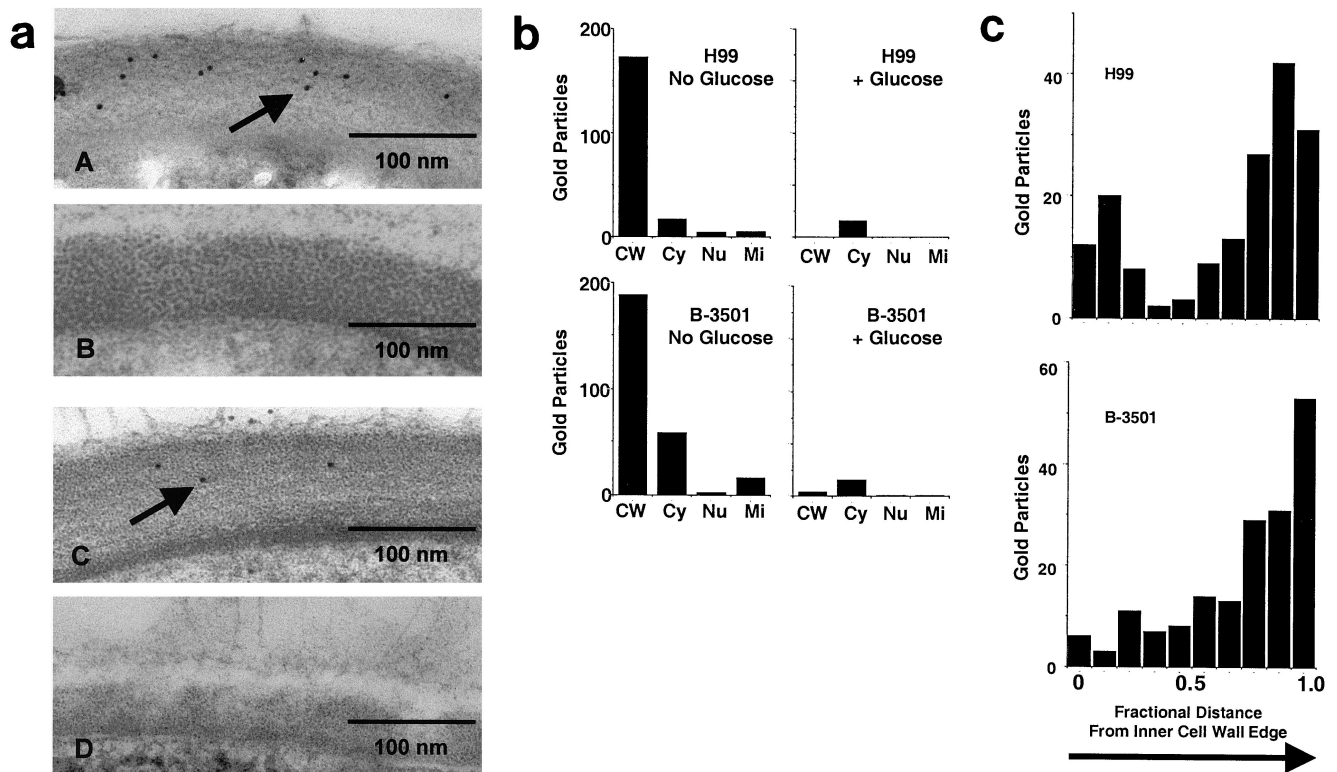 a
A
100 nm
B
100 nm
C
100 nm
D
100 nm
b
200
100
0
Gold Particles
H99
No Glucose
CW Cy Nu Mi
H99
+ Glucose
CW Cy Nu Mi
200
100
0
Gold Particles
B-3501
No Glucose
CW Cy Nu Mi
B-3501
+ Glucose
CW Cy Nu Mi
c
40
20
0
Gold Particles
H99
60
40
20
0
Gold Particles
B-3501
0 0.5 1.0
Fractional Distance
From Inner Cell Wall Edge